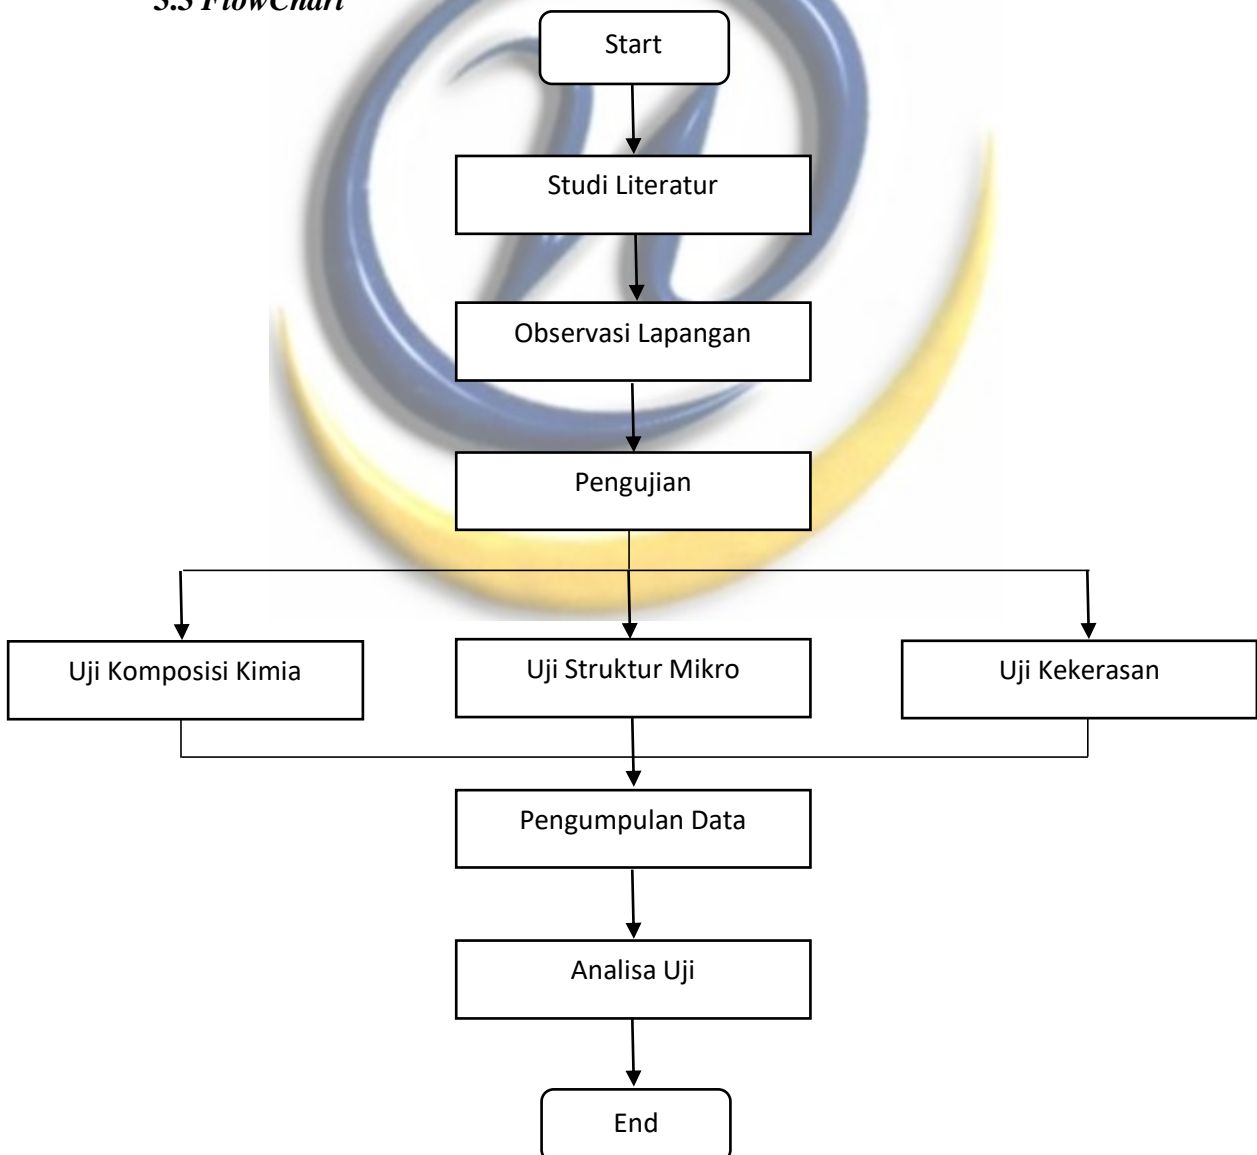 3.3 FlowChart
Start
Studi Literatur
Observasi Lapangan
Pengujian
Uji Komposisi Kimia
Uji Struktur Mikro
Uji Kekerasan
Pengumpulan Data
Analisa Uji
End